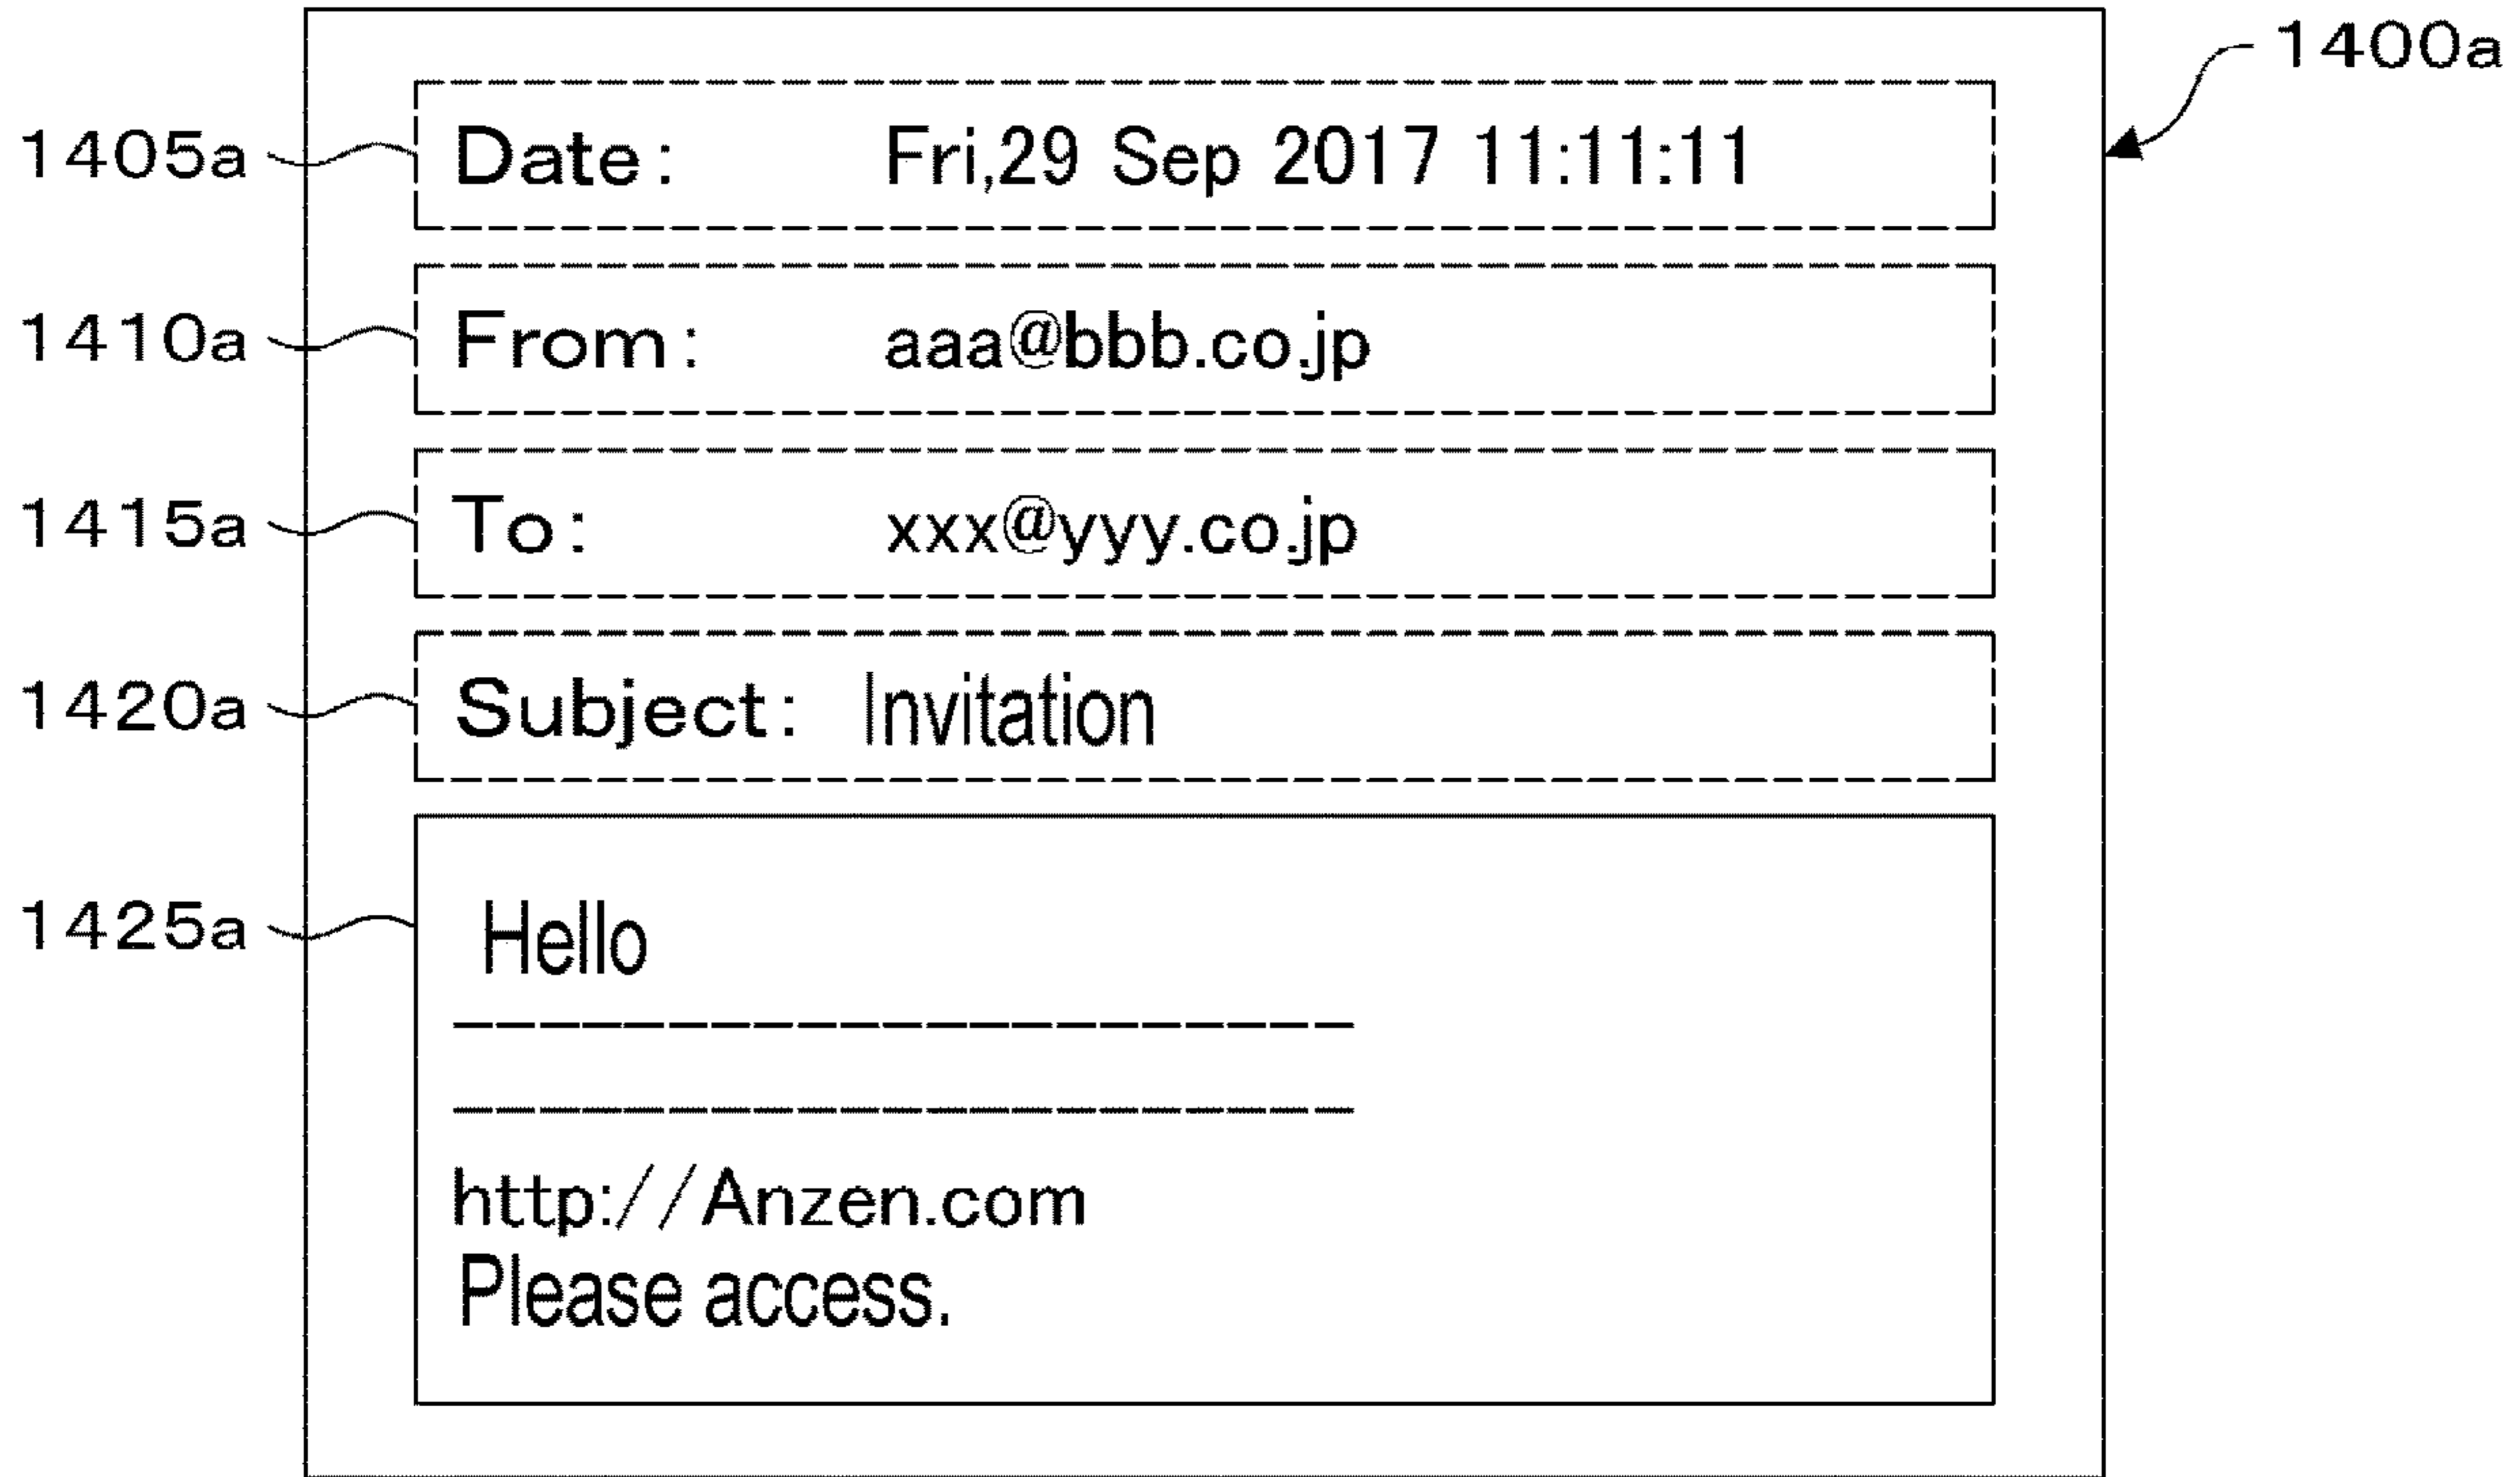 1400a
1405a Date: Fri,29 Sep 2017 11:11:11
1410a From: aaa@bbb.co.jp
1415a To: xxx@yyy.co.jp
1420a Subject: Invitation
1425a Hello
http://Anzen.com
Please access.